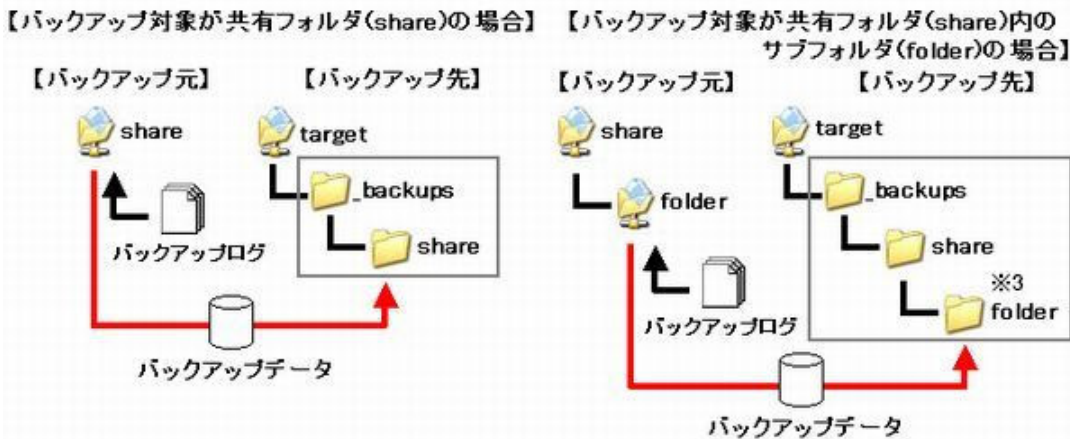 【バックアップ対象が共有フォルダ(share)の場合】
【バックアップ元】
【バックアップ先】
share
target
_backups
share
バックアップログ
バックアップデータ
【バックアップ対象が共有フォルダ(share)内の
サブフォルダ(folder)の場合】
【バックアップ元】
【バックアップ先】
share
target
folder
_backups
share
※3
folder
バックアップログ
バックアップデータ